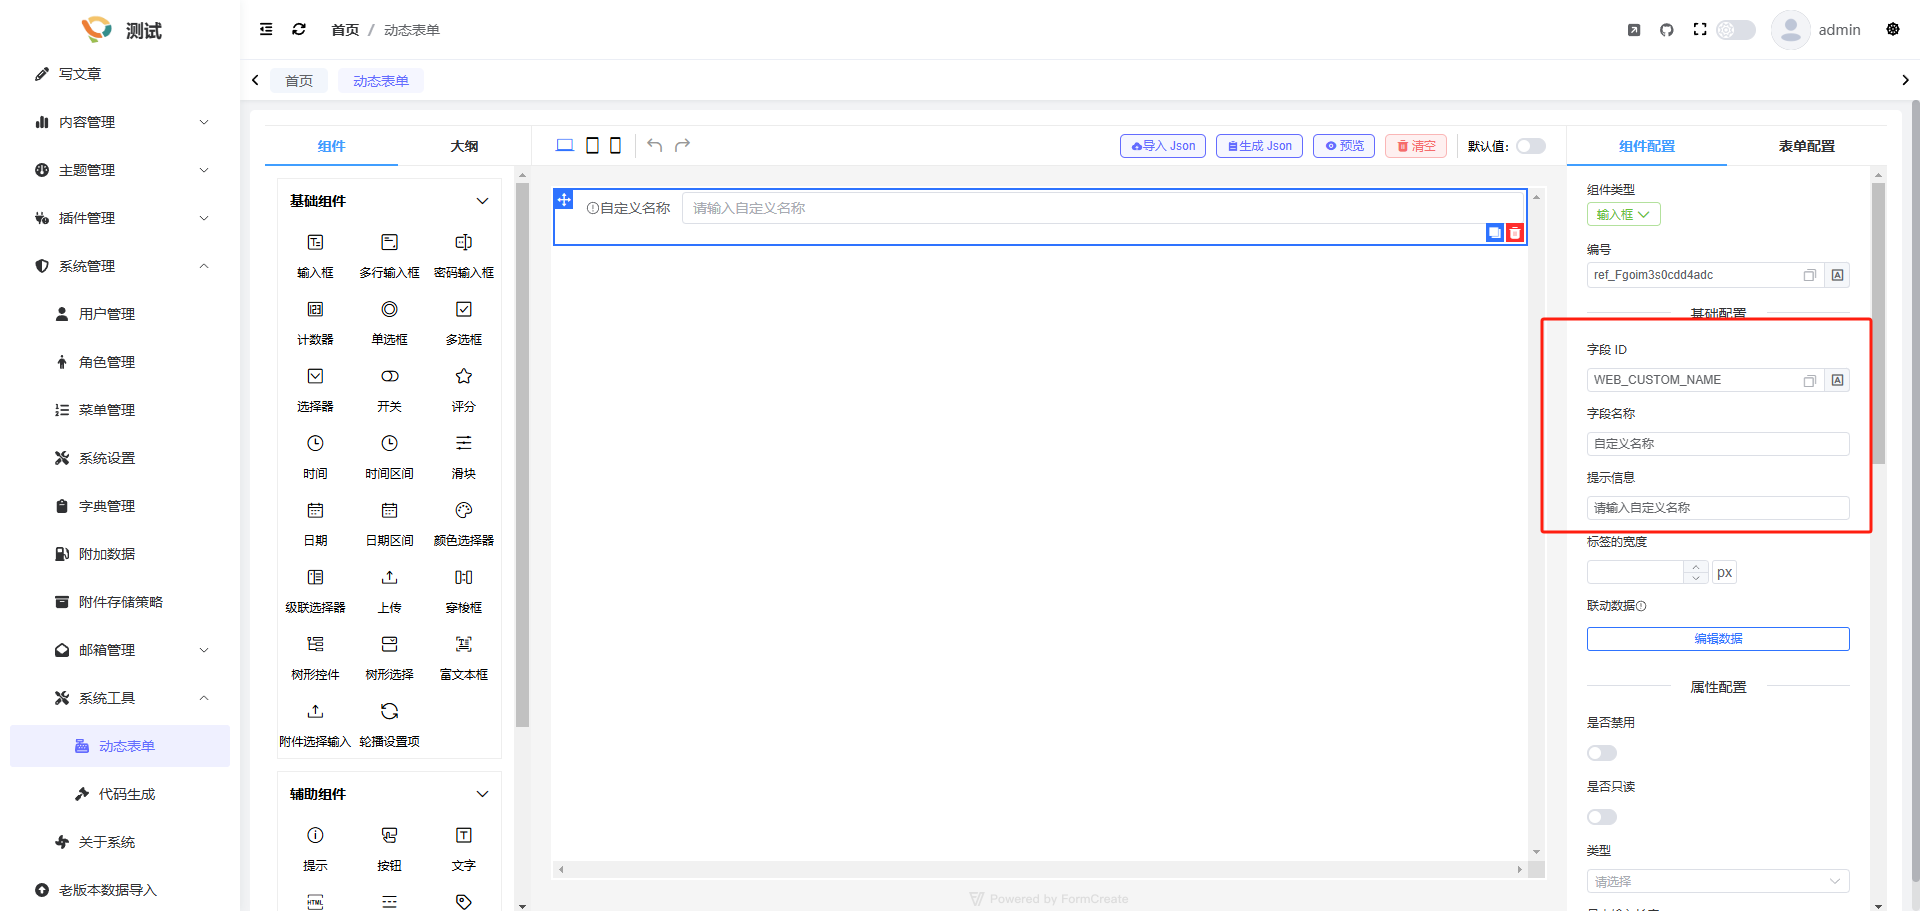 测试
首页 / 动态表单
admin
写文章
内容管理
主题管理
插件管理
系统管理
用户管理
角色管理
菜单管理
系统设置
字典管理
附加数据
附件存储策略
邮箱管理
系统工具
动态表单
代码生成
关于系统
老版本数据导入
首页 动态表单
组件 大纲
基础组件
输入框 多行输入框 密码输入框
计数器 单选框 多选框
选择器 开关 评分
时间 时间区间 滑块
日期 日期区间 颜色选择器
级联选择器 上传 穿梭框
树形控件 树形选择 富文本框
附件选择输入 轮播设置项
辅助组件
提示 按钮 文字
HTML
导入 Json 生成 Json 预览 清空 默认值:
自定义名称 请输入自定义名称
Powered by FormCreate
组件配置 表单配置
组件类型
输入框
编号
ref_Fgoim3s0cdd4adc
基础配置
字段 ID
WEB_CUSTOM_NAME
字段名称
自定义名称
提示信息
请输入自定义名称
标签的宽度
px
联动数据
编辑数据
属性配置
是否禁用
是否只读
类型
请选择